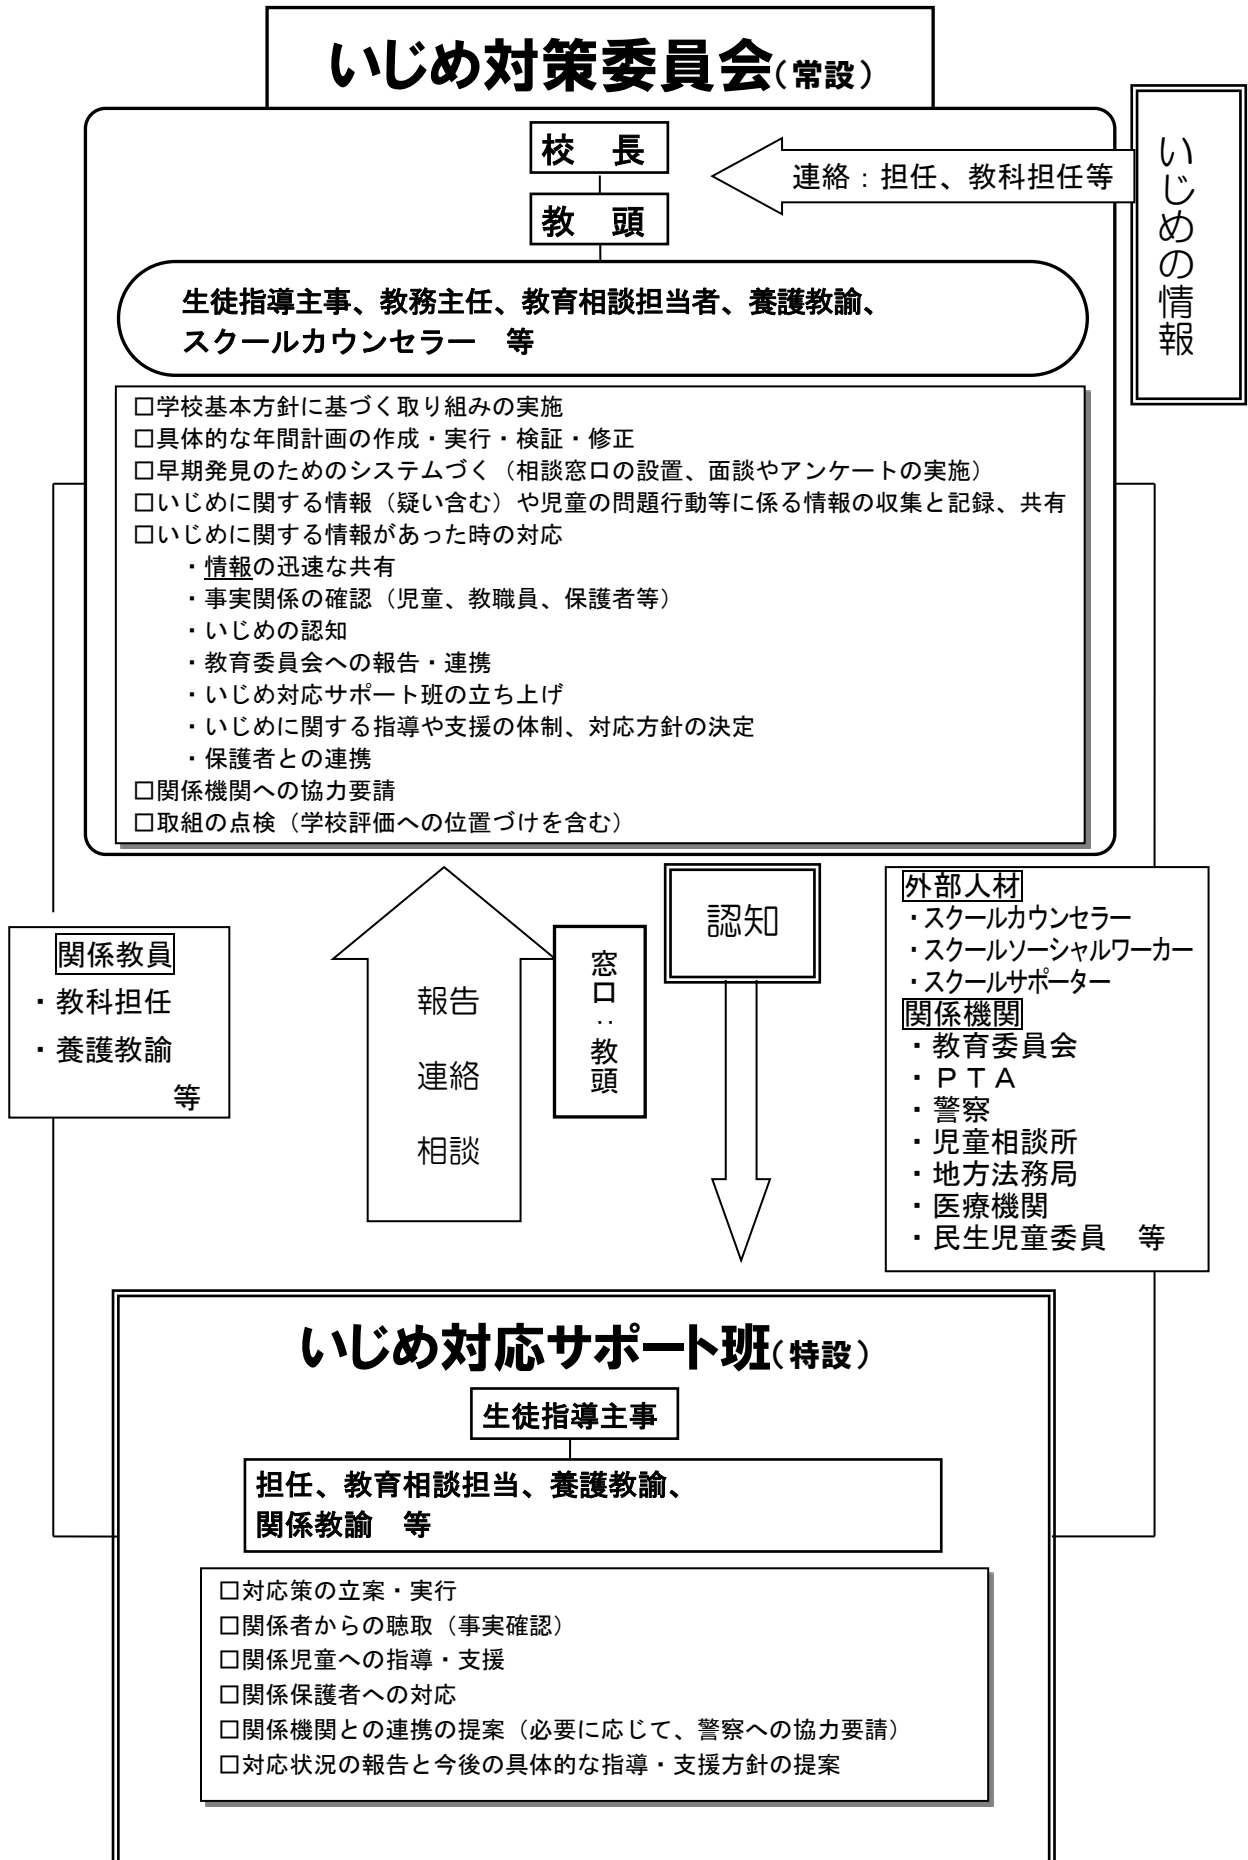 いじめ対策委員会（常設）
校　長
連絡：担任、教科担任等
いじめの情報
教　頭
生徒指導主事、教務主任、教育相談担当者、養護教諭、
スクールカウンセラー　等
□学校基本方針に基づく取り組みの実施
□具体的な年間計画の作成・実行・検証・修正
□早期発見のためのシステムづく（相談窓口の設置、面談やアンケートの実施）
□いじめに関する情報（疑い含む）や児童の問題行動等に係る情報の収集と記録、共有
□いじめに関する情報があった時の対応
・情報の迅速な共有
・事実関係の確認（児童、教職員、保護者等）
・いじめの認知
・教育委員会への報告・連携
・いじめ対応サポート班の立ち上げ
・いじめに関する指導や支援の体制、対応方針の決定
・保護者との連携
□関係機関への協力要請
□取組の点検（学校評価への位置づけを含む）
関係教員
・教科担任
・養護教諭
等
報告
連絡
相談
窓口：教頭
認知
外部人材
・スクールカウンセラー
・スクールソーシャルワーカー
・スクールサポーター
関係機関
・教育委員会
・ＰＴＡ
・警察
・児童相談所
・地方法務局
・医療機関
・民生児童委員　等
いじめ対応サポート班（特設）
生徒指導主事
担任、教育相談担当、養護教諭、
関係教諭　等
□対応策の立案・実行
□関係者からの聴取（事実確認）
□関係児童への指導・支援
□関係保護者への対応
□関係機関との連携の提案（必要に応じて、警察への協力要請）
□対応状況の報告と今後の具体的な指導・支援方針の提案